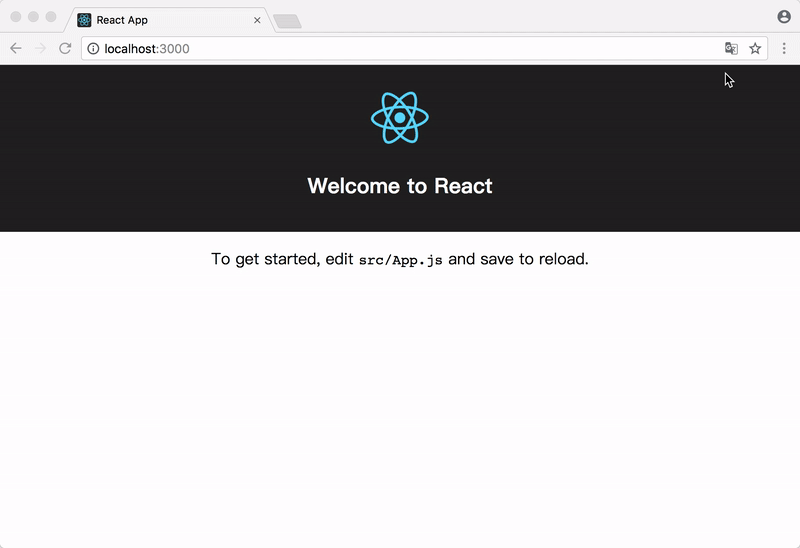 React App
localhost:3000
Welcome to React
To get started, edit src/App.js and save to reload.